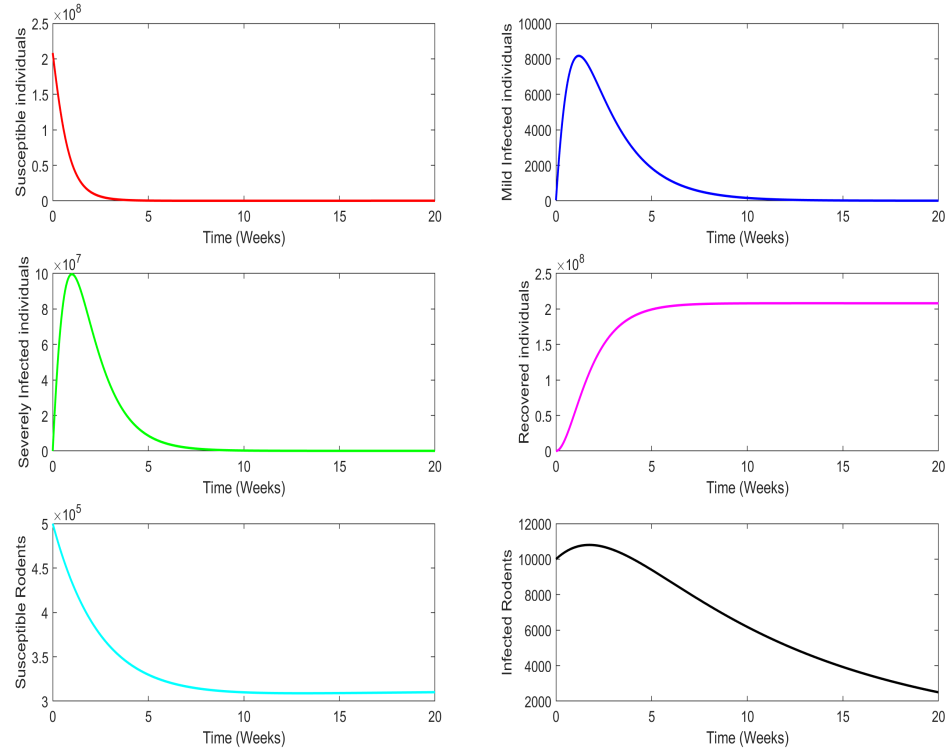 ×10^8
Susceptible individuals
2.5
2
1.5
1
0.5
0
0 5 10 15 20
Time (Weeks)
Mild Infected individuals
10000
8000
6000
4000
2000
0
0 5 10 15 20
Time (Weeks)
×10^7
Severely Infected individuals
10
8
6
4
2
0
0 5 10 15 20
Time (Weeks)
×10^8
Recovered individuals
2.5
2
1.5
1
0.5
0
0 5 10 15 20
Time (Weeks)
×10^5
Susceptible Rodents
5
4.5
4
3.5
3
0 5 10 15 20
Time (Weeks)
Infected Rodents
12000
10000
8000
6000
4000
2000
0 5 10 15 20
Time (Weeks)